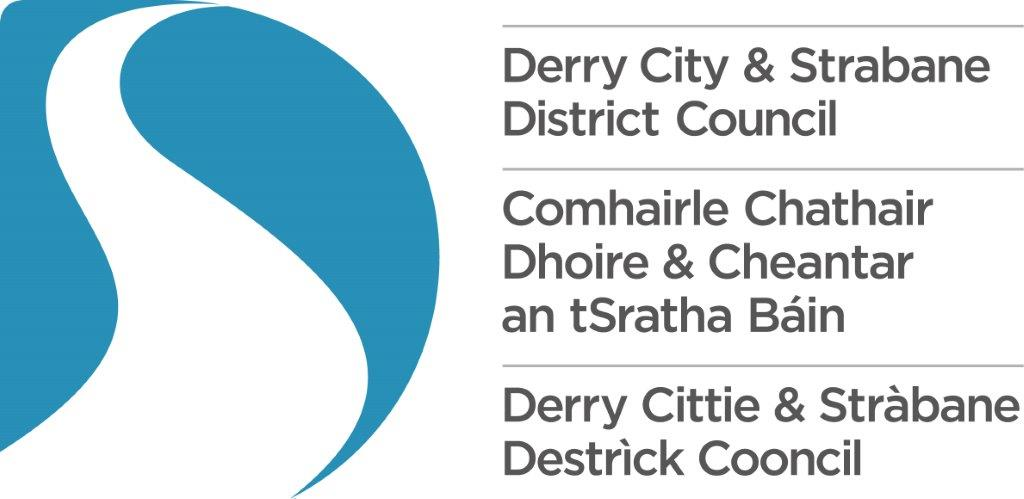 Derry City & Strabane
District Council
Comhairle Chathair
Dhoire & Cheantar
an tSratha Báin
Derry Cittie & Stràbane
Destrìck Cooncil